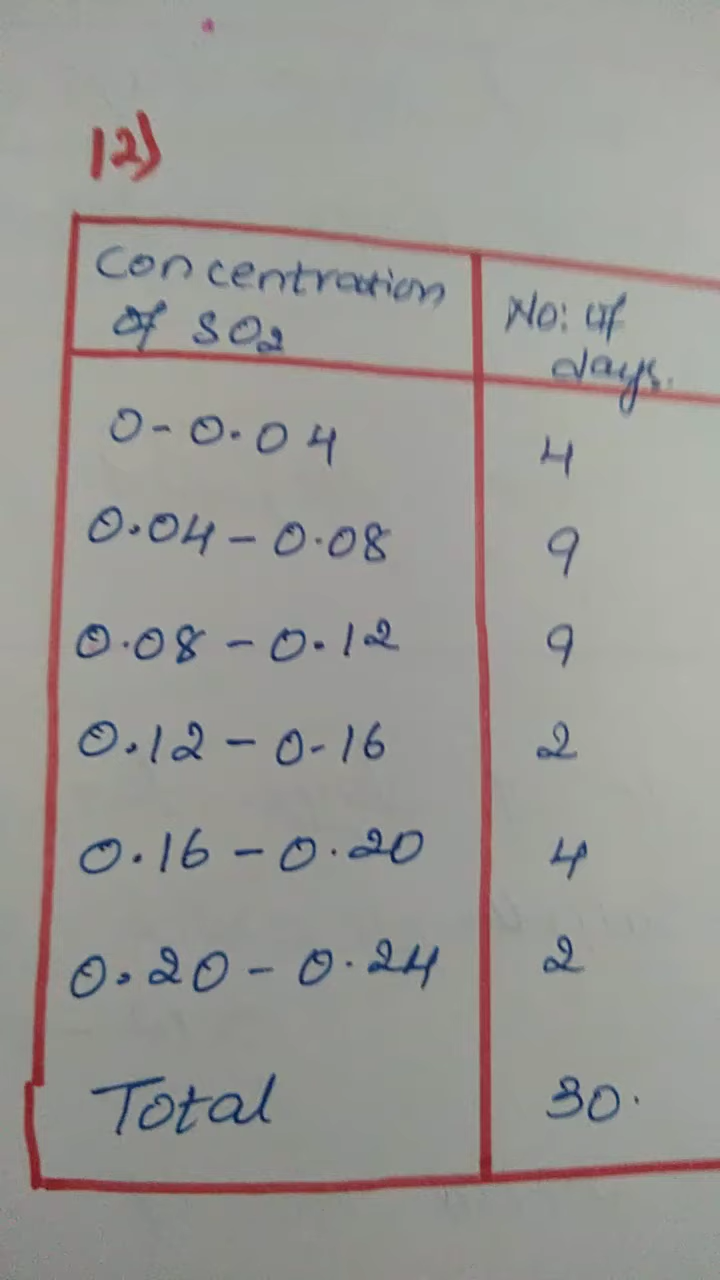 12)
Concentration
of SO2
No: of
days.
0-0.04 4
0.04-0.08 9
0.08-0.12 9
0.12-0.16 2
0.16-0.20 4
0.20-0.24 2
Total 30.